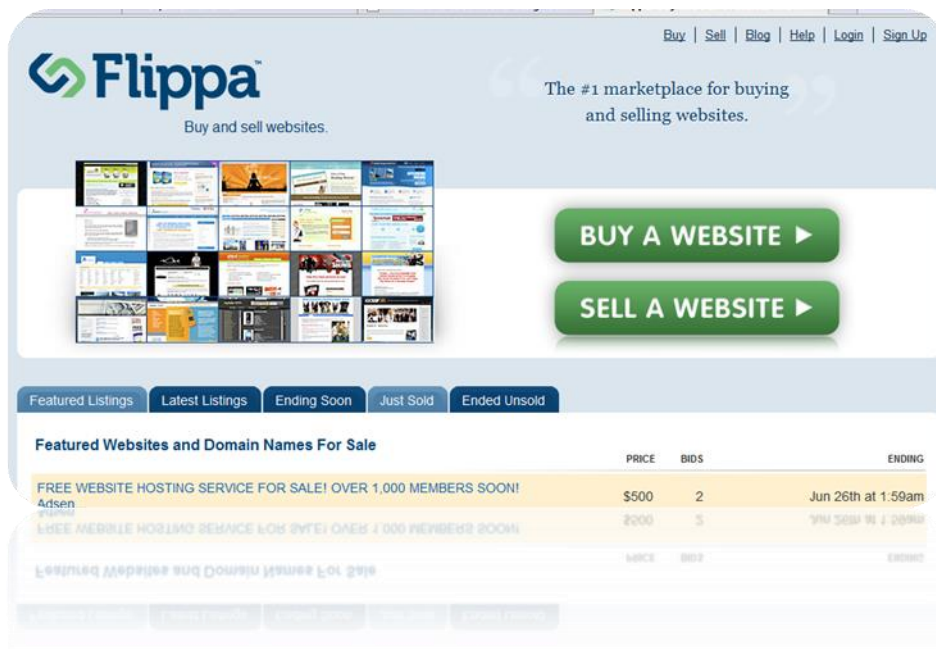 Buy | Sell | Blog | Help | Login | Sign Up
Flippa™
Buy and sell websites.
The #1 marketplace for buying
and selling websites.
BUY A WEBSITE
SELL A WEBSITE
Featured Listings
Latest Listings
Ending Soon
Just Sold
Ended Unsold
Featured Websites and Domain Names For Sale
PRICE BIDS ENDING
FREE WEBSITE HOSTING SERVICE FOR SALE! OVER 1,000 MEMBERS SOON! $500 2 Jun 26th at 1:59am
Adsen